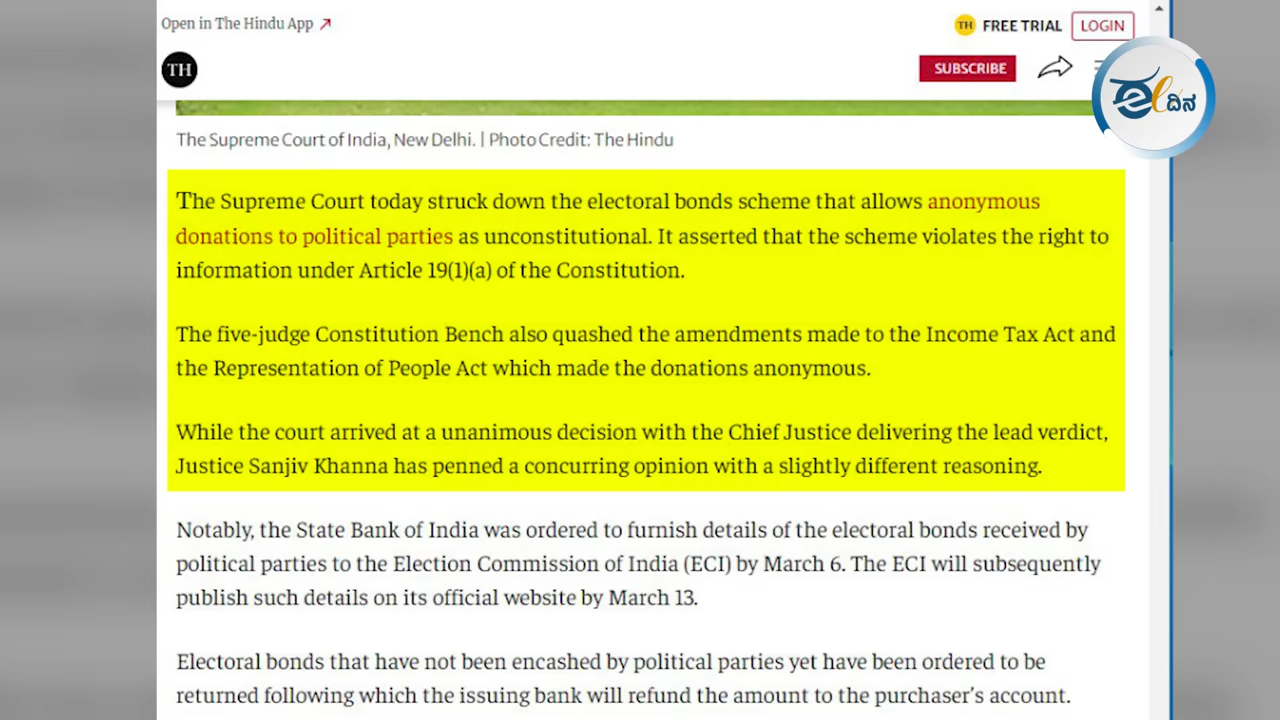 Open in The Hindu App
TH FREE TRIAL LOGIN
TH
SUBSCRIBE
el ದಿನ
The Supreme Court of India, New Delhi. | Photo Credit: The Hindu
The Supreme Court today struck down the electoral bonds scheme that allows anonymous
donations to political parties as unconstitutional. It asserted that the scheme violates the right to
information under Article 19(1)(a) of the Constitution.
The five-judge Constitution Bench also quashed the amendments made to the Income Tax Act and
the Representation of People Act which made the donations anonymous.
While the court arrived at a unanimous decision with the Chief Justice delivering the lead verdict,
Justice Sanjiv Khanna has penned a concurring opinion with a slightly different reasoning.
Notably, the State Bank of India was ordered to furnish details of the electoral bonds received by
political parties to the Election Commission of India (ECI) by March 6. The ECI will subsequently
publish such details on its official website by March 13.
Electoral bonds that have not been encashed by political parties yet have been ordered to be
returned following which the issuing bank will refund the amount to the purchaser’s account.